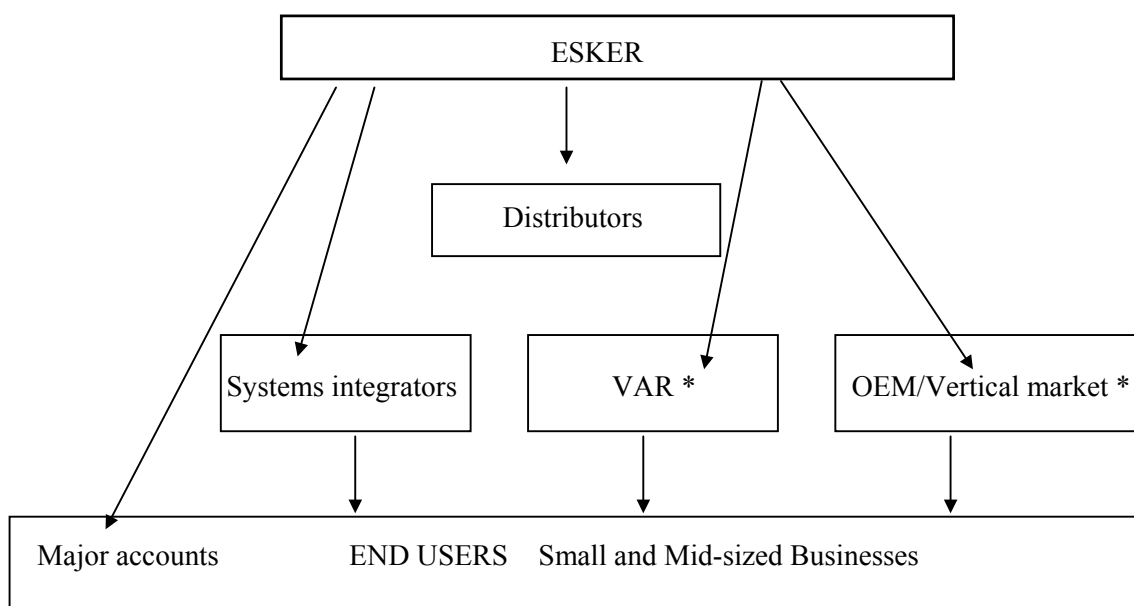 ESKER
Distributors
Systems integrators VAR * OEM/Vertical market *
Major accounts END USERS Small and Mid-sized Businesses